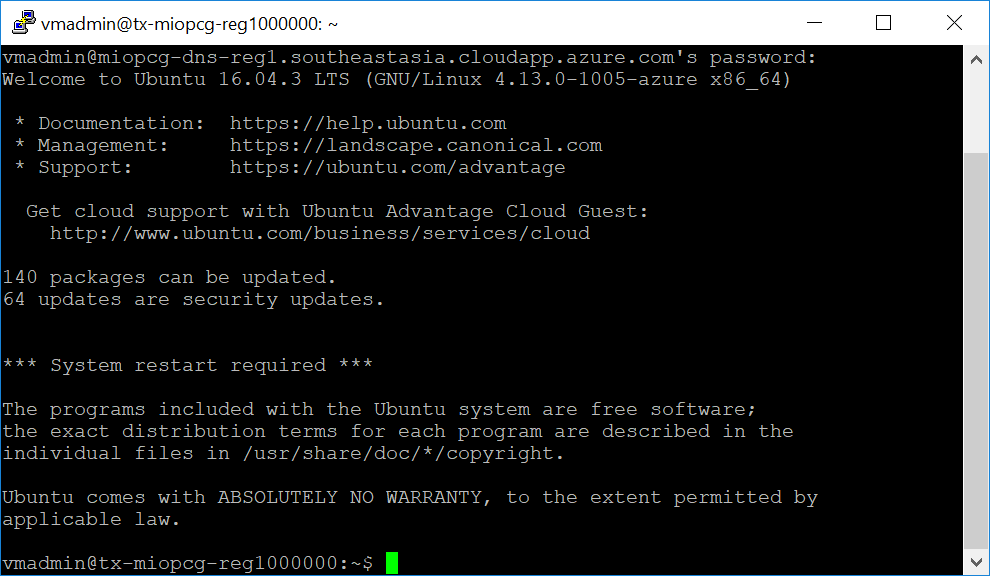 vmadmin@tx-miopcg-reg1000000: ~
vmadmin@miopcg-dns-reg1.southeastasia.cloudapp.azure.com's password:
Welcome to Ubuntu 16.04.3 LTS (GNU/Linux 4.13.0-1005-azure x86_64)
* Documentation:  https://help.ubuntu.com
* Management:     https://landscape.canonical.com
* Support:        https://ubuntu.com/advantage
Get cloud support with Ubuntu Advantage Cloud Guest:
http://www.ubuntu.com/business/services/cloud
140 packages can be updated.
64 updates are security updates.
*** System restart required ***
The programs included with the Ubuntu system are free software;
the exact distribution terms for each program are described in the
individual files in /usr/share/doc/*/copyright.
Ubuntu comes with ABSOLUTELY NO WARRANTY, to the extent permitted by
applicable law.
vmadmin@tx-miopcg-reg1000000:~$